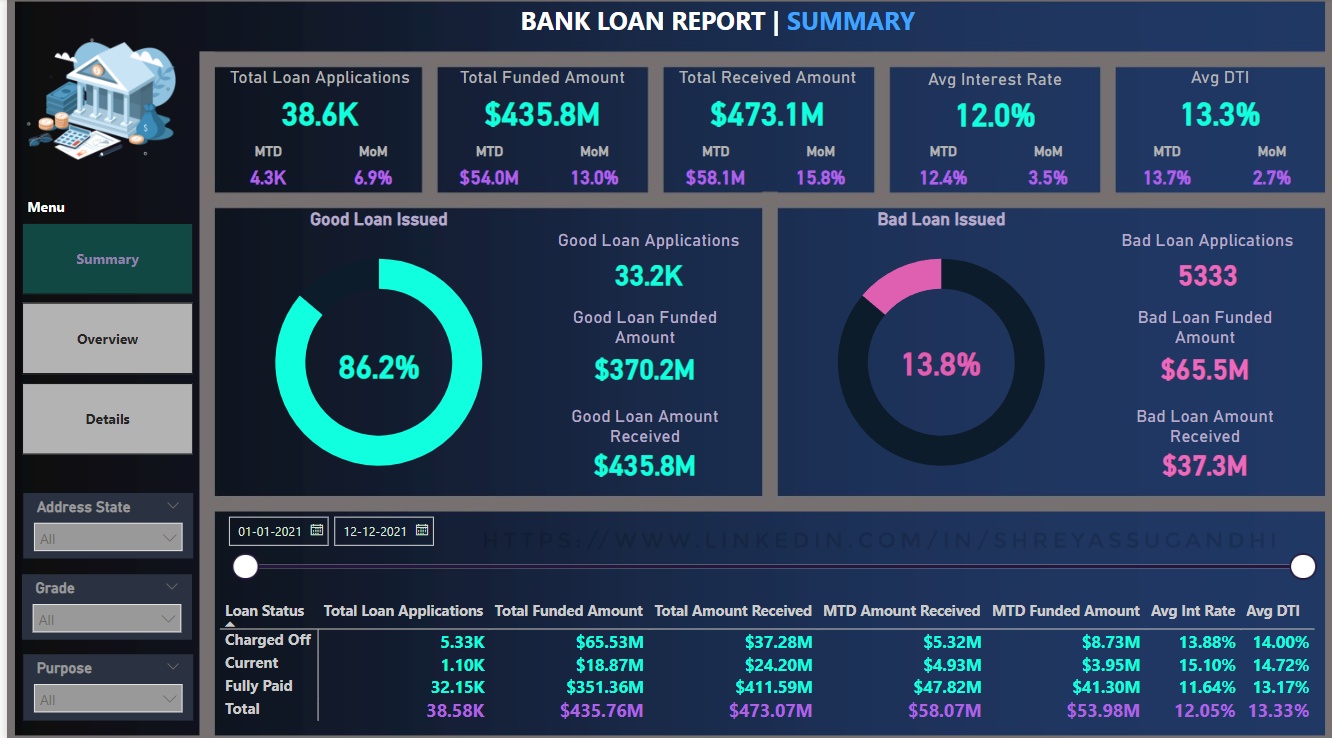 BANK LOAN REPORT | SUMMARY
Total Loan Applications
38.6K
MTD MoM
4.3K 6.9%
Total Funded Amount
$435.8M
MTD MoM
$54.0M 13.0%
Total Received Amount
$473.1M
MTD MoM
$58.1M 15.8%
Avg Interest Rate
12.0%
MTD MoM
12.4% 3.5%
Avg DTI
13.3%
MTD MoM
13.7% 2.7%
Menu
Summary
Overview
Details
Address State
All
Grade
All
Purpose
All
Good Loan Issued
86.2%
Good Loan Applications
33.2K
Good Loan Funded
Amount
$370.2M
Good Loan Amount
Received
$435.8M
Bad Loan Issued
13.8%
Bad Loan Applications
5333
Bad Loan Funded
Amount
$65.5M
Bad Loan Amount
Received
$37.3M
01-01-2021 12-12-2021
HTTPS://WWW.LINKEDIN.COM/IN/SHREYASSUGANDHI
Loan Status Total Loan Applications Total Funded Amount Total Amount Received MTD Amount Received MTD Funded Amount Avg Int Rate Avg DTI
Charged Off 5.33K $65.53M $37.28M $5.32M $8.73M 13.88% 14.00%
Current 1.10K $18.87M $24.20M $4.93M $3.95M 15.10% 14.72%
Fully Paid 32.15K $351.36M $411.59M $47.82M $41.30M 11.64% 13.17%
Total 38.58K $435.76M $473.07M $58.07M $53.98M 12.05% 13.33%